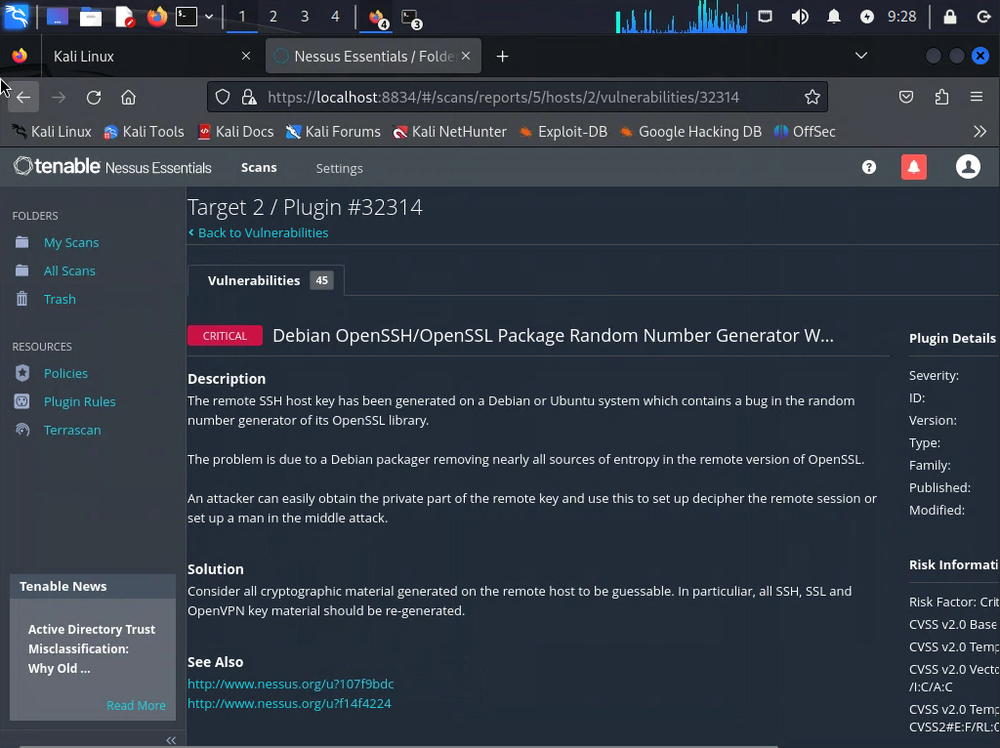 1 2 3 4
4
3
9:28
Kali Linux
Nessus Essentials / Folde
https://localhost:8834/#/scans/reports/5/hosts/2/vulnerabilities/32314
Kali Linux Kali Tools Kali Docs Kali Forums Kali NetHunter Exploit-DB Google Hacking DB OffSec
tenable Nessus Essentials Scans Settings
FOLDERS
My Scans
All Scans
Trash
RESOURCES
Policies
Plugin Rules
Terrascan
Tenable News
Active Directory Trust
Misclassification:
Why Old ...
Read More
Target 2 / Plugin #32314
Back to Vulnerabilities
Vulnerabilities 45
CRITICAL Debian OpenSSH/OpenSSL Package Random Number Generator W...
Description
The remote SSH host key has been generated on a Debian or Ubuntu system which contains a bug in the random
number generator of its OpenSSL library.
The problem is due to a Debian packager removing nearly all sources of entropy in the remote version of OpenSSL.
An attacker can easily obtain the private part of the remote key and use this to set up decipher the remote session or
set up a man in the middle attack.
Solution
Consider all cryptographic material generated on the remote host to be guessable. In particuliar, all SSH, SSL and
OpenVPN key material should be re-generated.
See Also
http://www.nessus.org/u?107f9bdc
http://www.nessus.org/u?f14f4224
Plugin Details
Severity:
ID:
Version:
Type:
Family:
Published:
Modified:
Risk Informati
Risk Factor: Crit
CVSS v2.0 Base
CVSS v2.0 Temp
CVSS v2.0 Vecto
/I:C/A:C
CVSS v2.0 Temp
CVSS2#E:F/RL:O